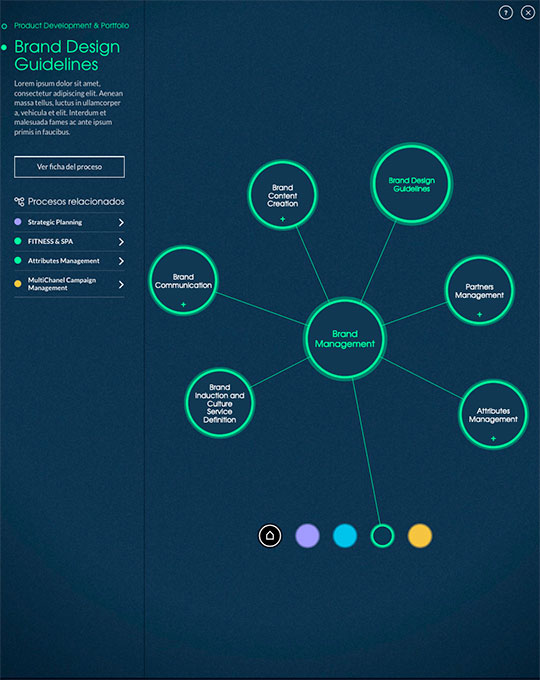 ?
Product Development & Portfolio
Brand Design
Guidelines
Lorem ipsum dolor sit amet,
consectetur adipiscing elit. Aenean
massa tellus, luctus in ullamcorper
a, vehicula et elit. Interdum et
malesuada fames ac ante ipsum
primis in faucibus.
Ver ficha del proceso
Procesos relacionados
Strategic Planning
FITNESS & SPA
Attributes Management
MultiChanel Campaign
Management
Brand
Content
Creation
+
Brand Design
Guidelines
Brand
Communication
+
Partners
Management
+
Brand
Management
Brand
Induction and
Culture
Service
Definition
Attributes
Management
+